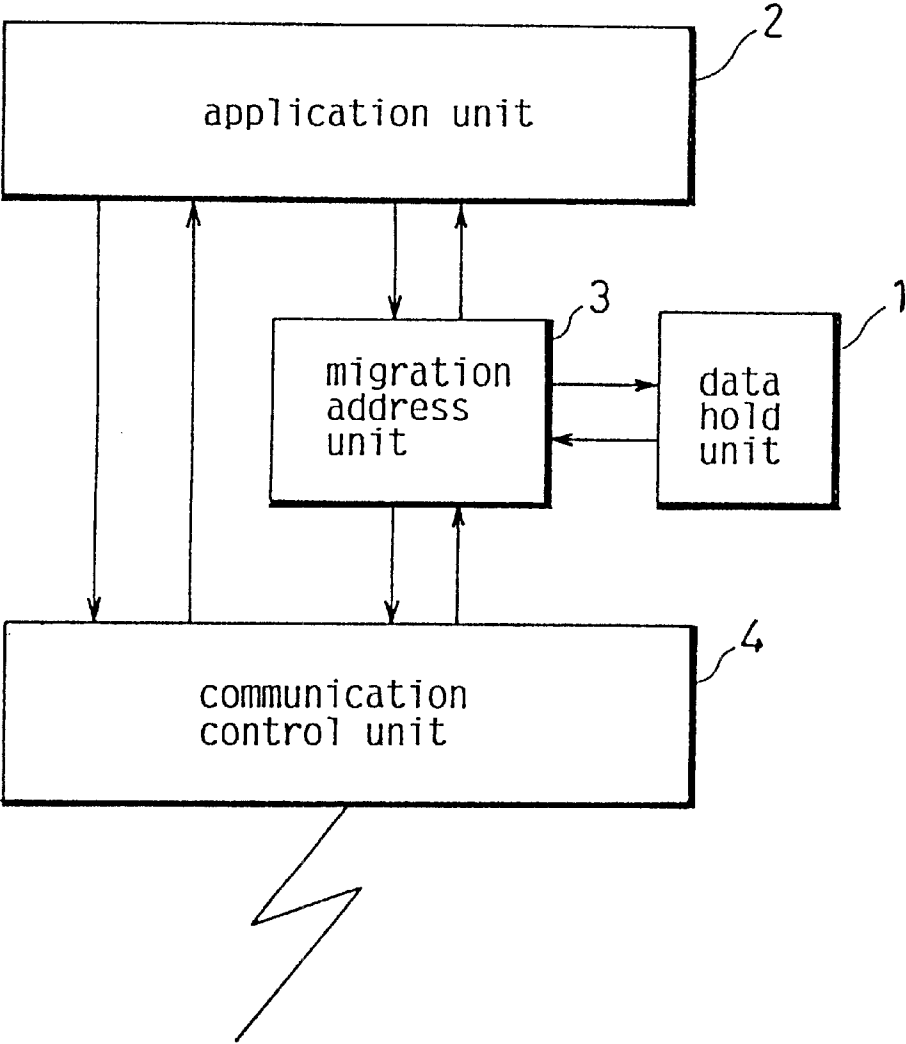 2
application unit
3
1
migration
address
unit
data
hold
unit
4
communication
control unit